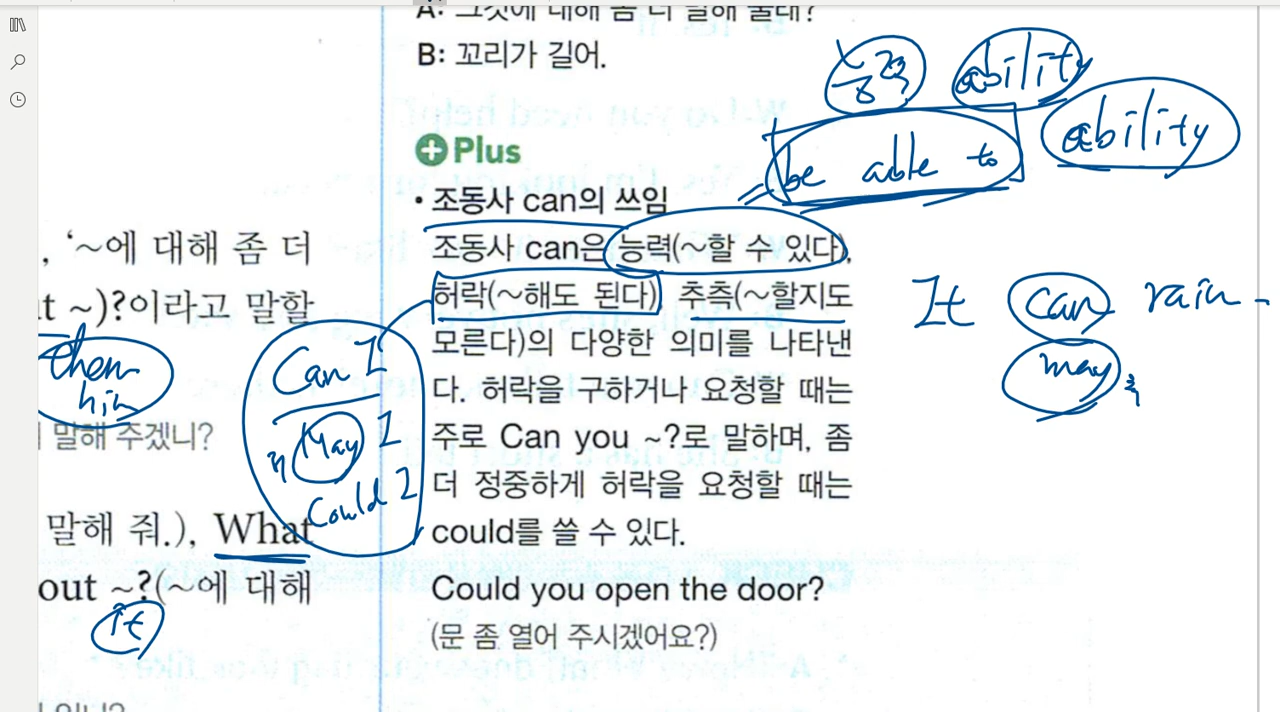 A: 그것에 대해 좀 더 말해 줄래?
B: 꼬리가 길어.
능력 ability
be able to ability
Plus
• 조동사 can의 쓰임
조동사 can은 능력(~할 수 있다),
허락(~해도 된다), 추측(~할지도
모른다)의 다양한 의미를 나타낸
다. 허락을 구하거나 요청할 때는
주로 Can you ~?로 말하며, 좀
더 정중하게 허락을 요청할 때는
could를 쓸 수 있다.
Could you open the door?
(문 좀 열어 주시겠어요?)
It can rain
may
Can I
May I
Could I
, '~에 대해 좀 더
~)?이라고 말할
them
him
말해 주겠니?
말해 줘.), What
out ~?(~에 대해
it